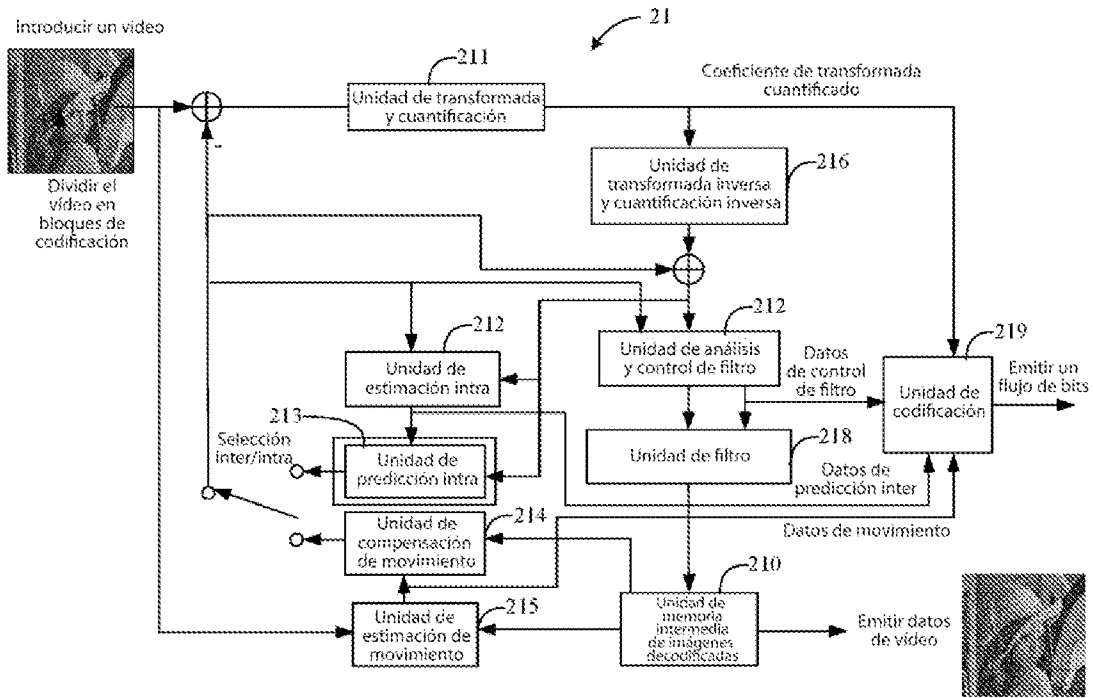 Introducir un vídeo
21
211
Unidad de transformada
y cuantificación
Coeficiente de transformada
cuantificado
-
Dividir el
vídeo en
bloques de
codificación
Unidad de
transformada inversa
y cuantificación inversa
216
212
Unidad de
estimación intra
212
Unidad de análisis
y control de filtro
Datos
de control
de filtro
219
Unidad de
codificación
Emitir un
flujo de bits
213
Selección
inter/intra
Unidad de
predicción intra
Unidad de filtro
218
Datos de
predicción inter
214
Unidad de
compensación
de movimiento
Datos de movimiento
210
215
Unidad de
estimación de
movimiento
Unidad de
memoria
intermedia
de imágenes
decodificadas
Emitir datos
de vídeo